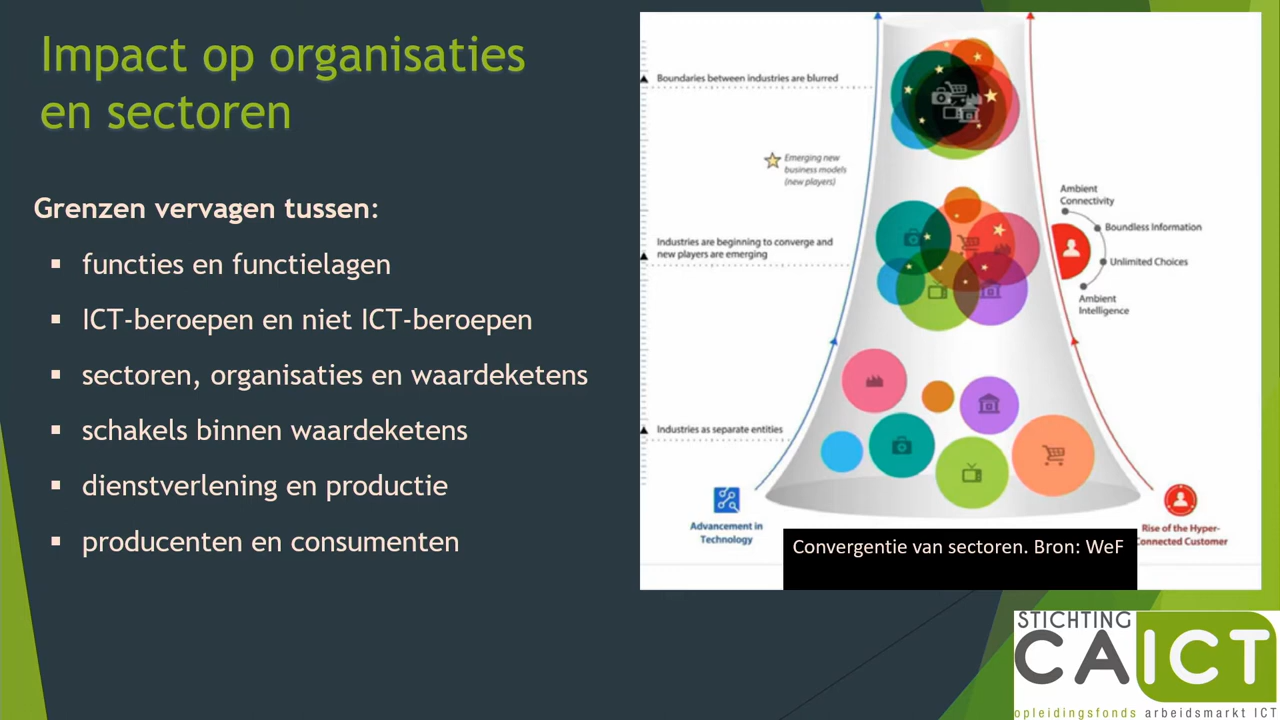 Impact op organisaties
en sectoren
Grenzen vervagen tussen:
functies en functielagen
ICT-beroepen en niet ICT-beroepen
sectoren, organisaties en waardeketens
schakels binnen waardeketens
dienstverlening en productie
producenten en consumenten
Boundaries between industries are blurred
Emerging new
business models
(new players)
Industries are beginning to converge and
new players are emerging
Industries as separate entities
Ambient
Connectivity
Boundless Information
Unlimited Choices
Ambient
Intelligence
Advancement in
Technology
Rise of the Hyper-
Connected Customer
Convergentie van sectoren. Bron: WeF
STICHTING
CAICT
opleidingsfonds arbeidsmarkt ICT